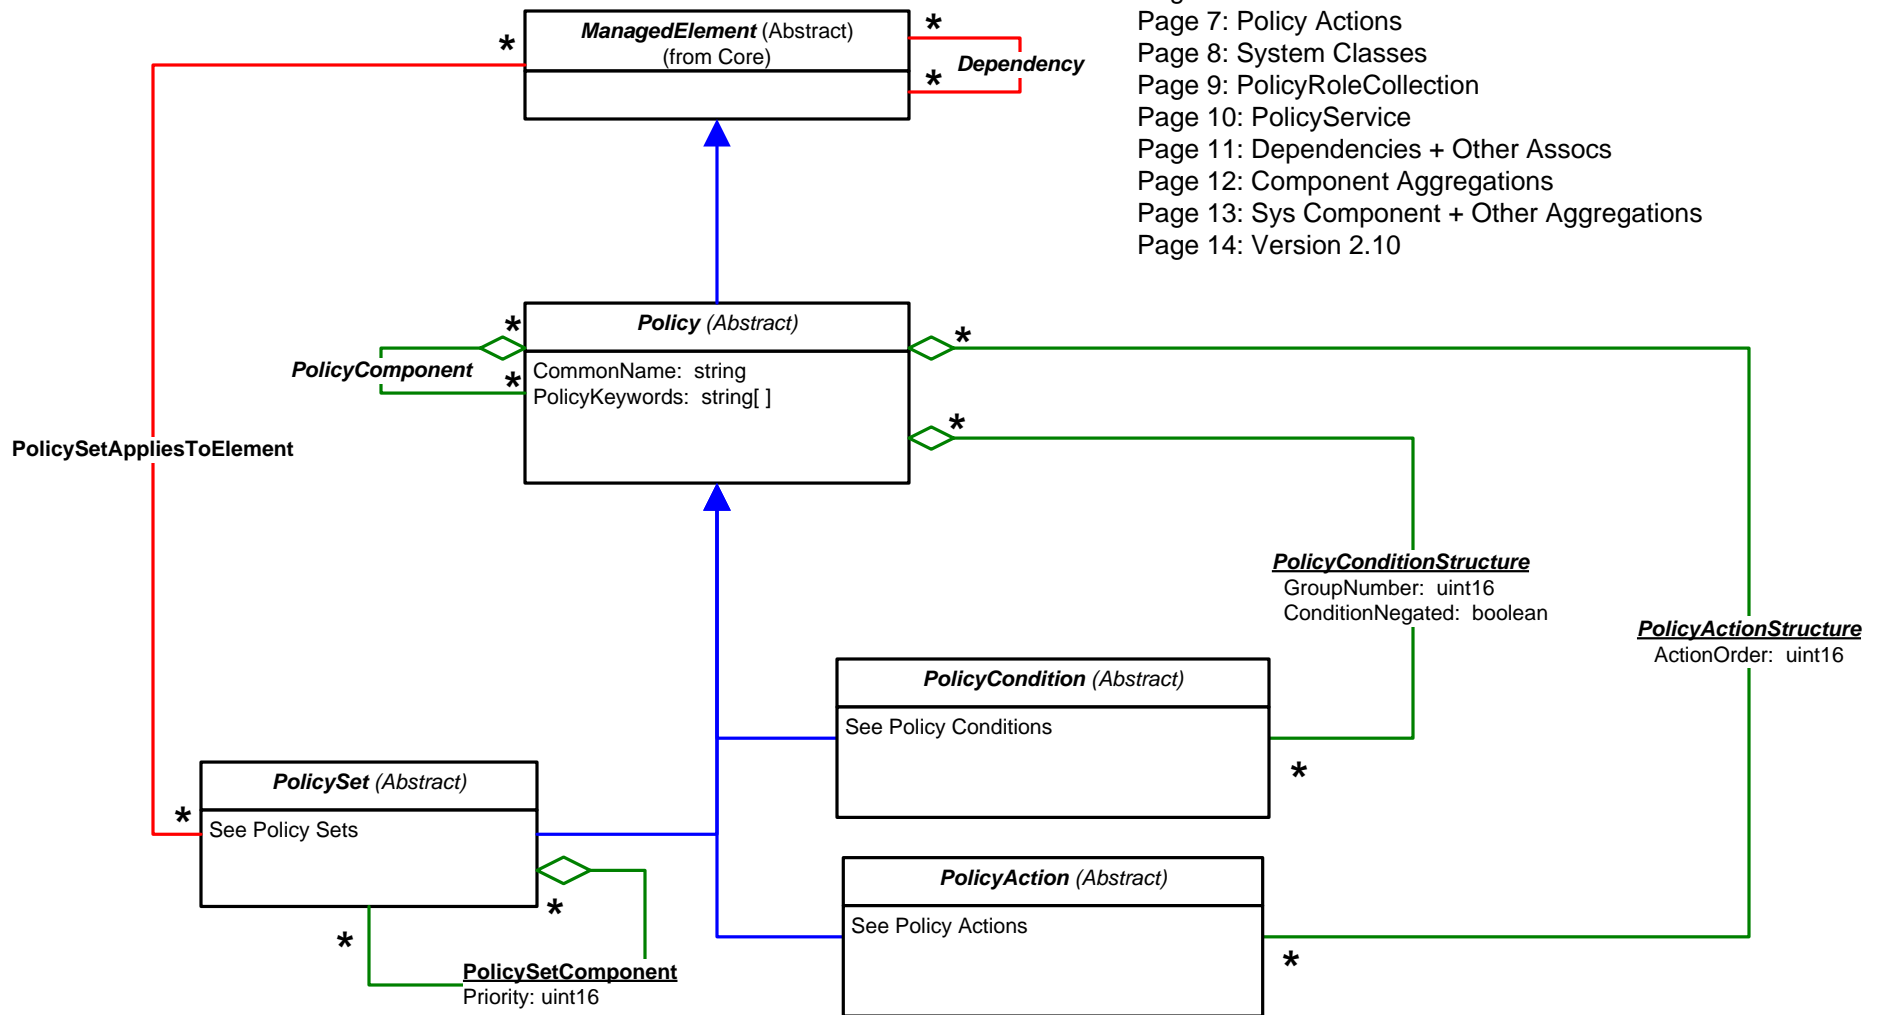 Page 7: Policy Actions
Page 8: System Classes
Page 9: PolicyRoleCollection
Page 10: PolicyService
Page 11: Dependencies + Other Assocs
Page 12: Component Aggregations
Page 13: Sys Component + Other Aggregations
Page 14: Version 2.10
ManagedElement (Abstract)
(from Core)
*
*
*
Dependency
Policy (Abstract)
CommonName: string
PolicyKeywords: string[ ]
*
*
PolicyComponent
*
*
PolicySetAppliesToElement
PolicyConditionStructure
GroupNumber: uint16
ConditionNegated: boolean
PolicyActionStructure
ActionOrder: uint16
PolicyCondition (Abstract)
See Policy Conditions
*
PolicySet (Abstract)
See Policy Sets
*
*
*
PolicySetComponent
Priority: uint16
PolicyAction (Abstract)
See Policy Actions
*